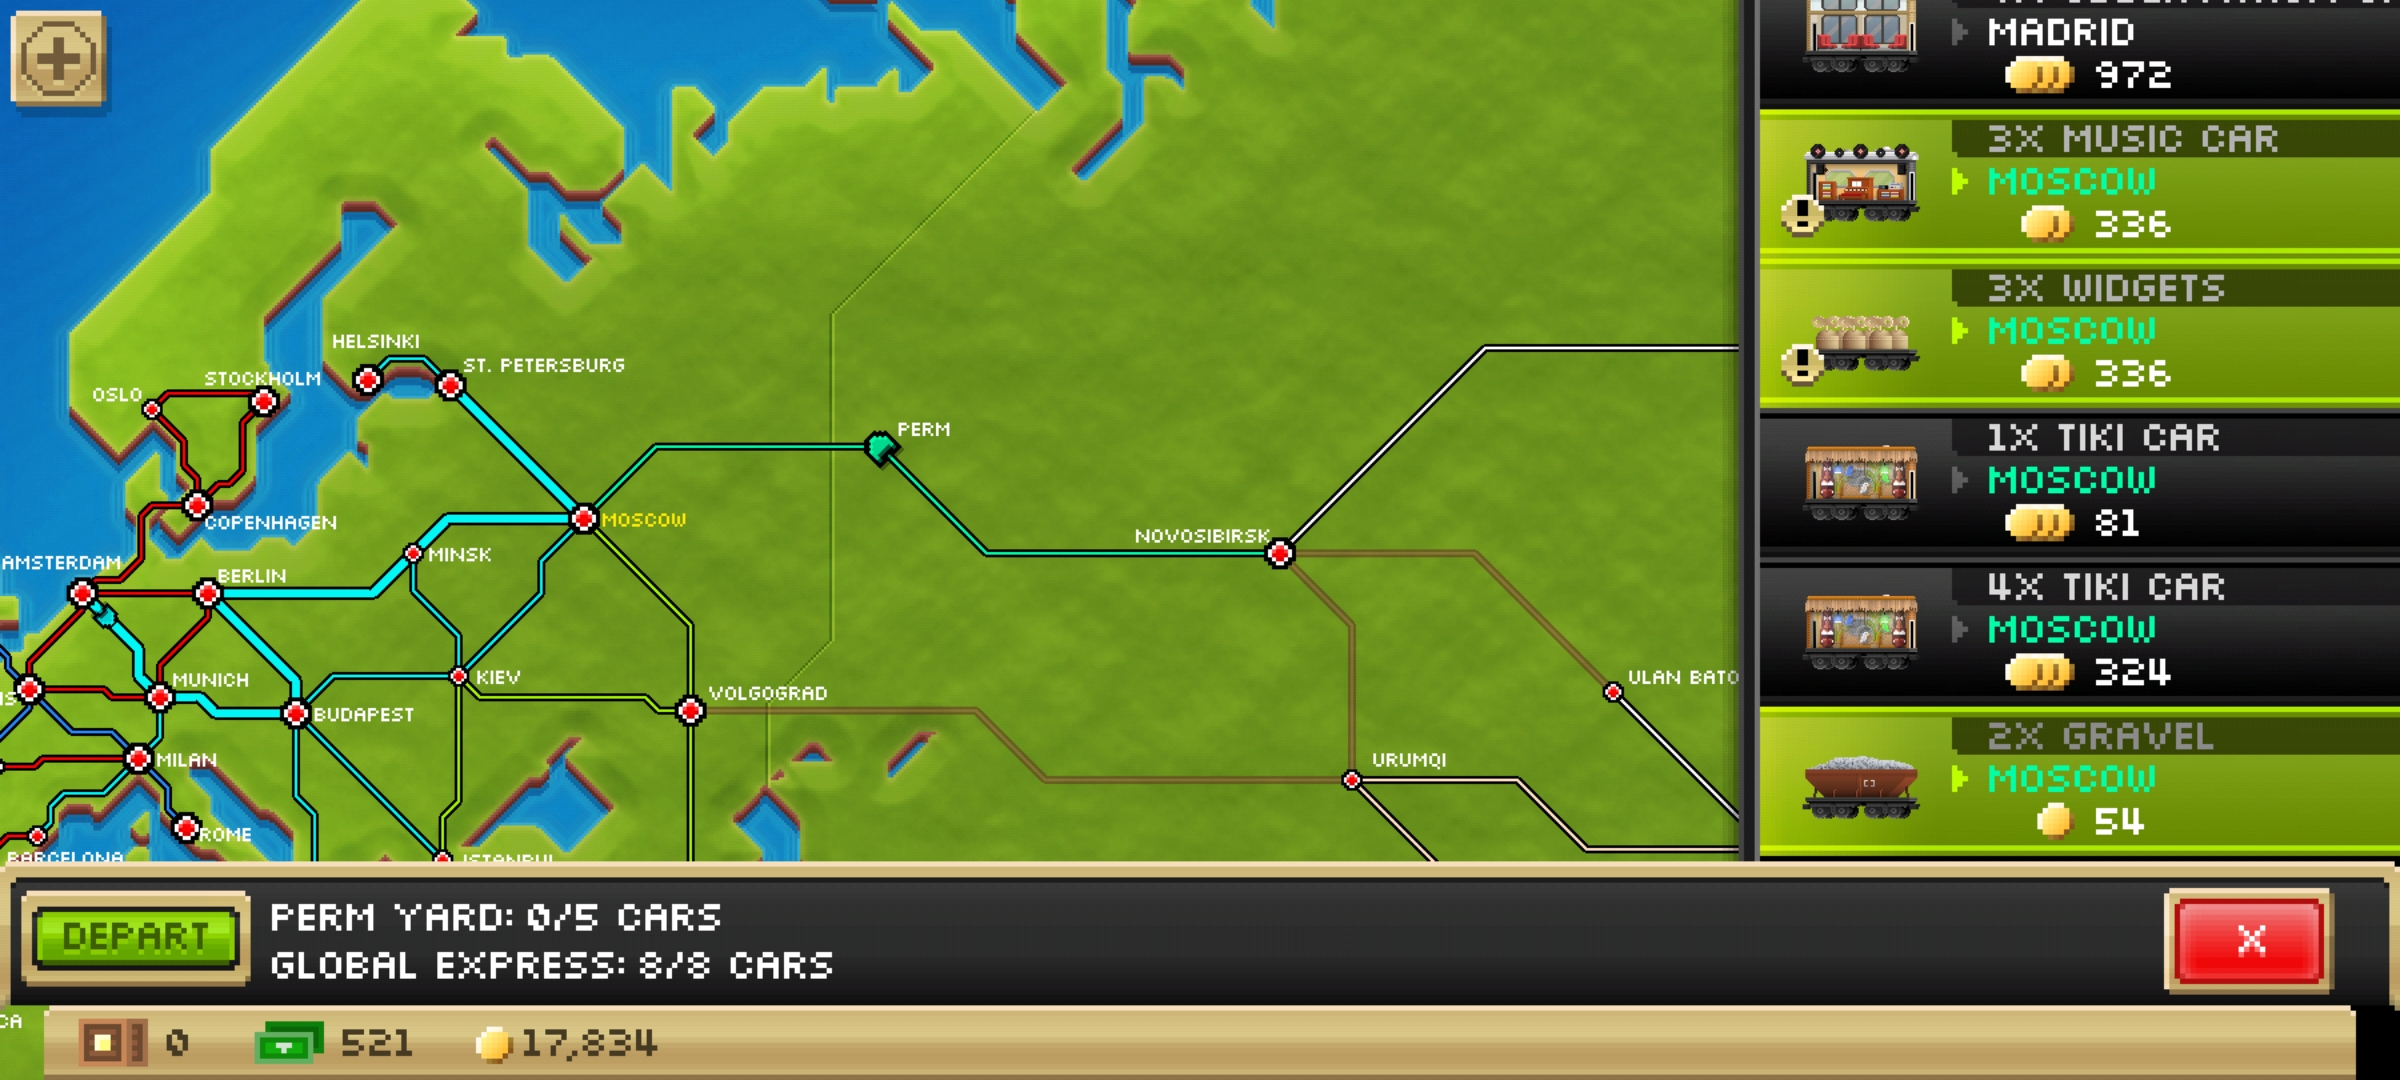 MADRID
972
3X MUSIC CAR
MOSCOW
336
3X WIDGETS
MOSCOW
336
1X TIKI CAR
MOSCOW
81
4X TIKI CAR
MOSCOW
324
2X GRAVEL
MOSCOW
54
HELSINKI
ST. PETERSBURG
STOCKHOLM
OSLO
PERM
COPENHAGEN
MOSCOW
NOVOSIBIRSK
MINSK
AMSTERDAM
BERLIN
KIEV
MUNICH
ULAN BATO
VOLGOGRAD
BUDAPEST
MILAN
URUMQI
ROME
BARCELONA
ISTANBUL
DEPART
PERM YARD: 0/5 CARS
GLOBAL EXPRESS: 8/8 CARS
X
CA
0
521
17,834